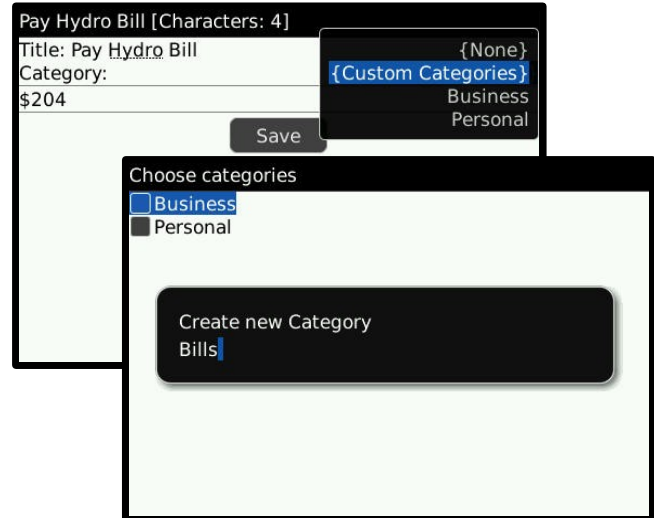 Pay Hydro Bill [Characters: 4]
Title: Pay Hydro Bill
Category:
{None}
{Custom Categories}
Business
Personal
$204
Save
Choose categories
Business
Personal
Create new Category
Bills